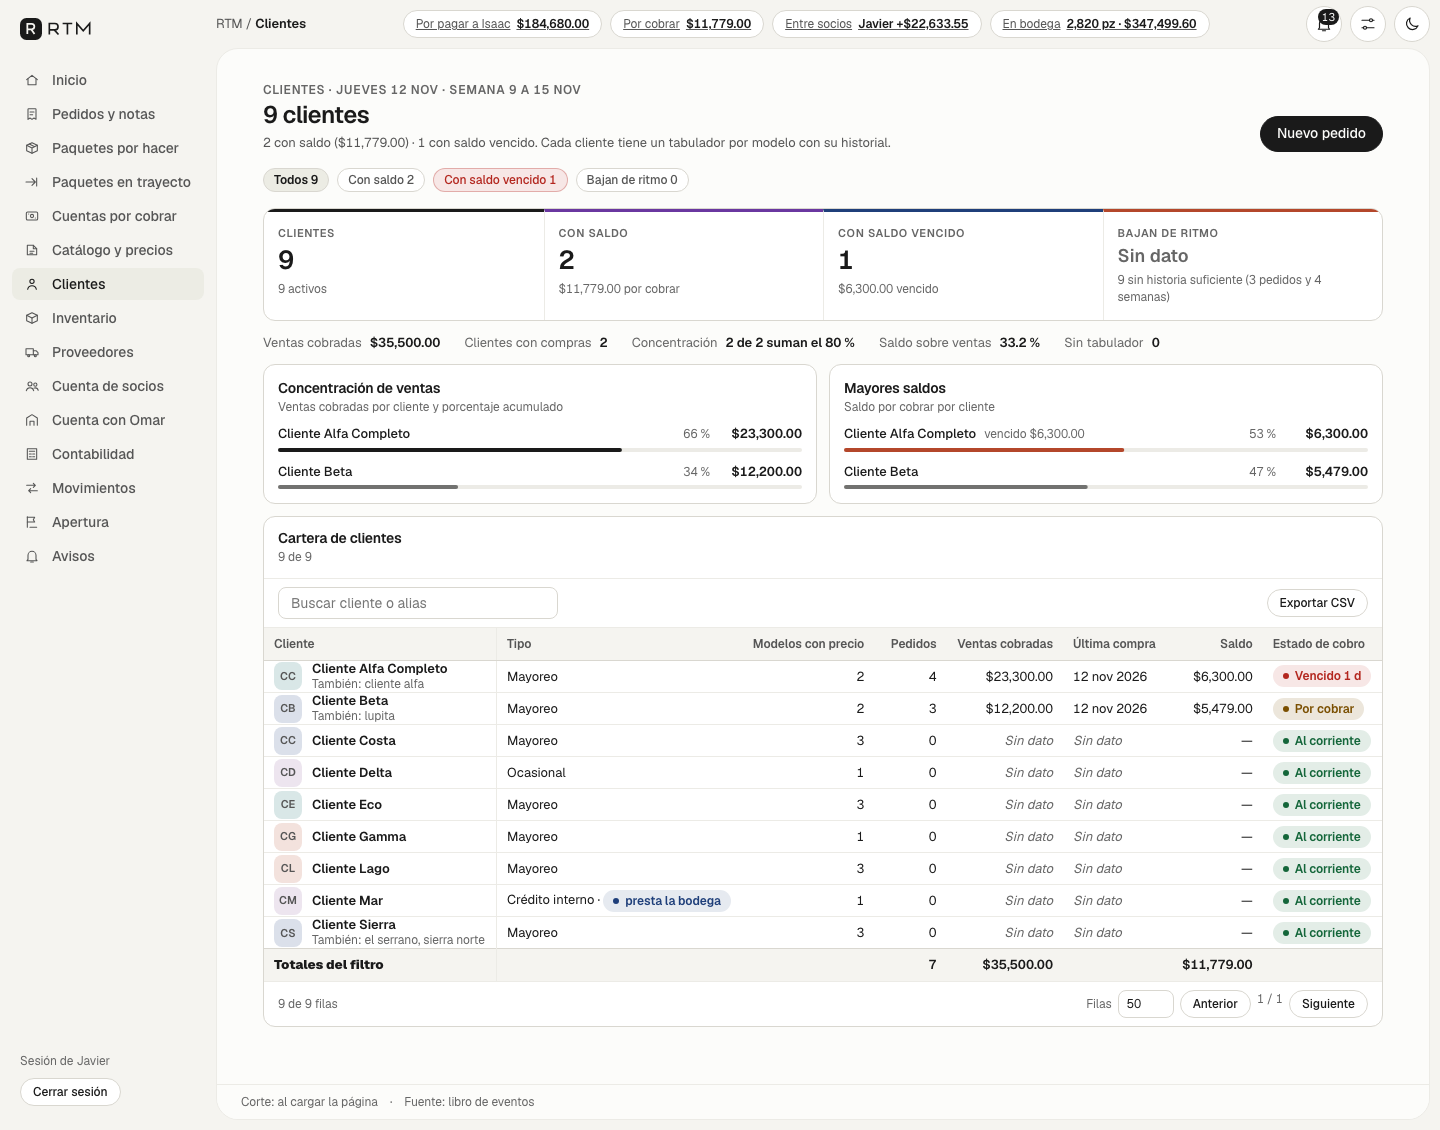 R RTM
RTM / Clientes
Por pagar a Isaac $184,680.00
Por cobrar $11,779.00
Entre socios Javier +$22,633.55
En bodega 2,820 pz · $347,499.60
13
Inicio
Pedidos y notas
Paquetes por hacer
Paquetes en trayecto
Cuentas por cobrar
Catálogo y precios
Clientes
Inventario
Proveedores
Cuenta de socios
Cuenta con Omar
Contabilidad
Movimientos
Apertura
Avisos
Sesión de Javier
Cerrar sesión
CLIENTES · JUEVES 12 NOV · SEMANA 9 A 15 NOV
9 clientes
2 con saldo ($11,779.00) · 1 con saldo vencido. Cada cliente tiene un tabulador por modelo con su historial.
Nuevo pedido
Todos 9
Con saldo 2
Con saldo vencido 1
Bajan de ritmo 0
CLIENTES
9
9 activos
CON SALDO
2
$11,779.00 por cobrar
CON SALDO VENCIDO
1
$6,300.00 vencido
BAJAN DE RITMO
Sin dato
9 sin historia suficiente (3 pedidos y 4
semanas)
Ventas cobradas $35,500.00 Clientes con compras 2 Concentración 2 de 2 suman el 80 % Saldo sobre ventas 33.2 % Sin tabulador 0
Concentración de ventas
Ventas cobradas por cliente y porcentaje acumulado
Cliente Alfa Completo 66 % $23,300.00
Cliente Beta 34 % $12,200.00
Mayores saldos
Saldo por cobrar por cliente
Cliente Alfa Completo vencido $6,300.00 53 % $6,300.00
Cliente Beta 47 % $5,479.00
Cartera de clientes
9 de 9
Buscar cliente o alias
Exportar CSV
Cliente Tipo Modelos con precio Pedidos Ventas cobradas Última compra Saldo Estado de cobro
CC Cliente Alfa Completo Mayoreo 2 4 $23,300.00 12 nov 2026 $6,300.00 Vencido 1 d
También: cliente alfa
CB Cliente Beta Mayoreo 2 3 $12,200.00 12 nov 2026 $5,479.00 Por cobrar
También: lupita
CC Cliente Costa Mayoreo 3 0 Sin dato Sin dato — Al corriente
CD Cliente Delta Ocasional 1 0 Sin dato Sin dato — Al corriente
CE Cliente Eco Mayoreo 3 0 Sin dato Sin dato — Al corriente
CG Cliente Gamma Mayoreo 1 0 Sin dato Sin dato — Al corriente
CL Cliente Lago Mayoreo 3 0 Sin dato Sin dato — Al corriente
CM Cliente Mar Crédito interno · presta la bodega 1 0 Sin dato Sin dato — Al corriente
CS Cliente Sierra Mayoreo 3 0 Sin dato Sin dato — Al corriente
También: el serrano, sierra norte
Totales del filtro 7 $35,500.00 $11,779.00
9 de 9 filas
Filas 50 Anterior 1 / 1 Siguiente
Corte: al cargar la página · Fuente: libro de eventos